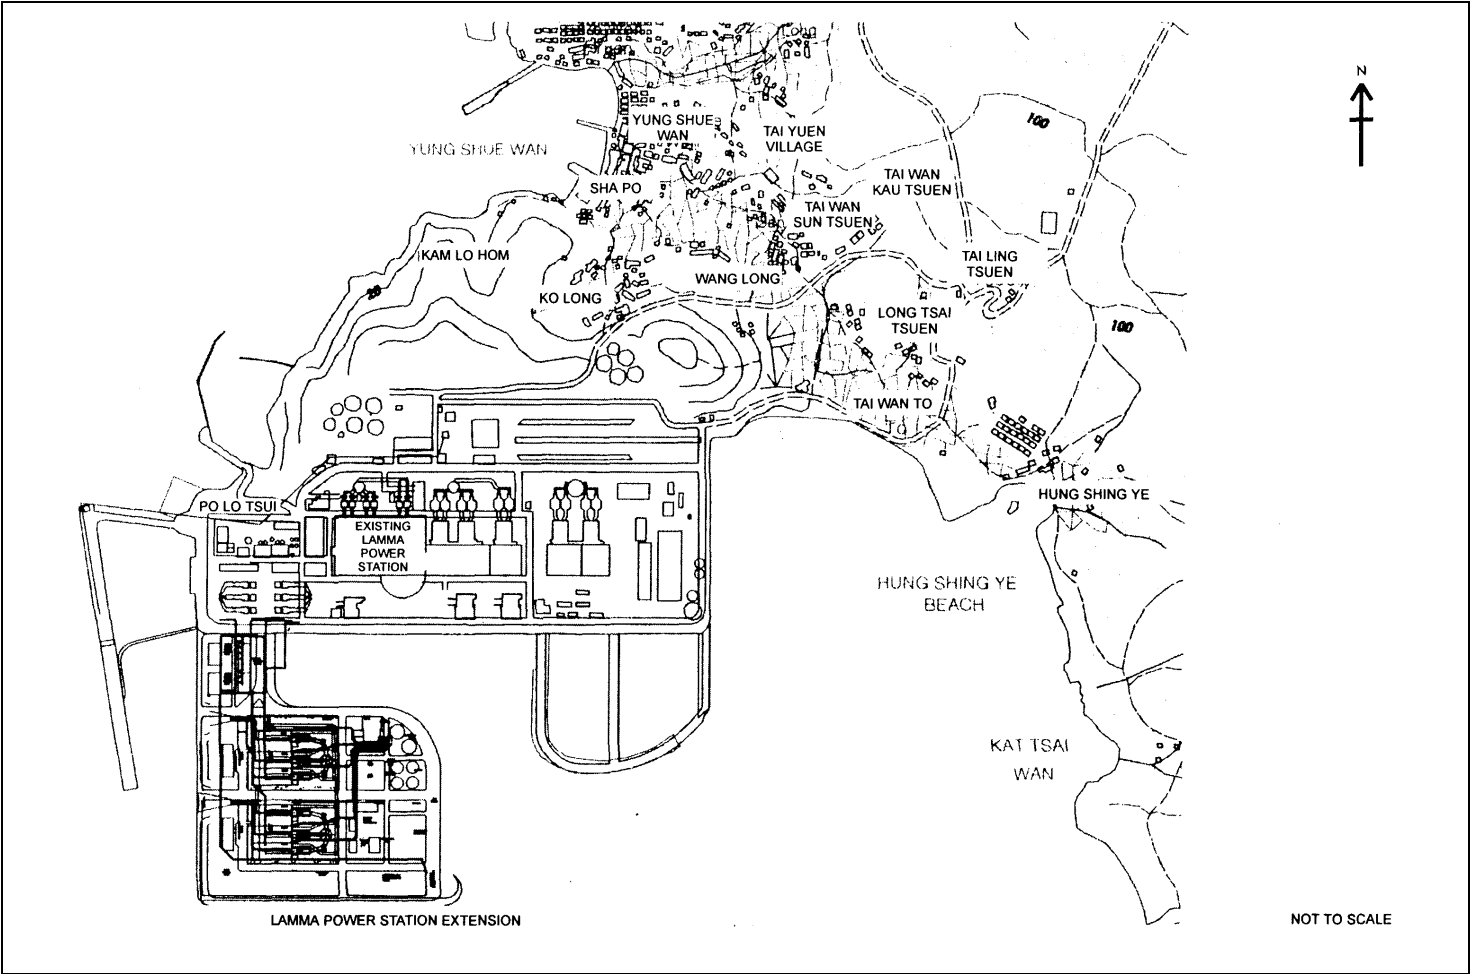 N
100
YUNG SHUE
WAN
TAI YUEN
VILLAGE
YUNG SHUE WAN
SHA PO
TAI WAN
KAU TSUEN
TAI WAN
SUN TSUEN
KAM LO HOM
TAI LING
TSUEN
WANG LONG
20
KO LONG
LONG TSAI
TSUEN
100
TAI WAN TO
HUNG SHING YE
PO LO TSUI
EXISTING
LAMMA
POWER
STATION
HUNG SHING YE
BEACH
KAT TSAI
WAN
LAMMA POWER STATION EXTENSION
NOT TO SCALE